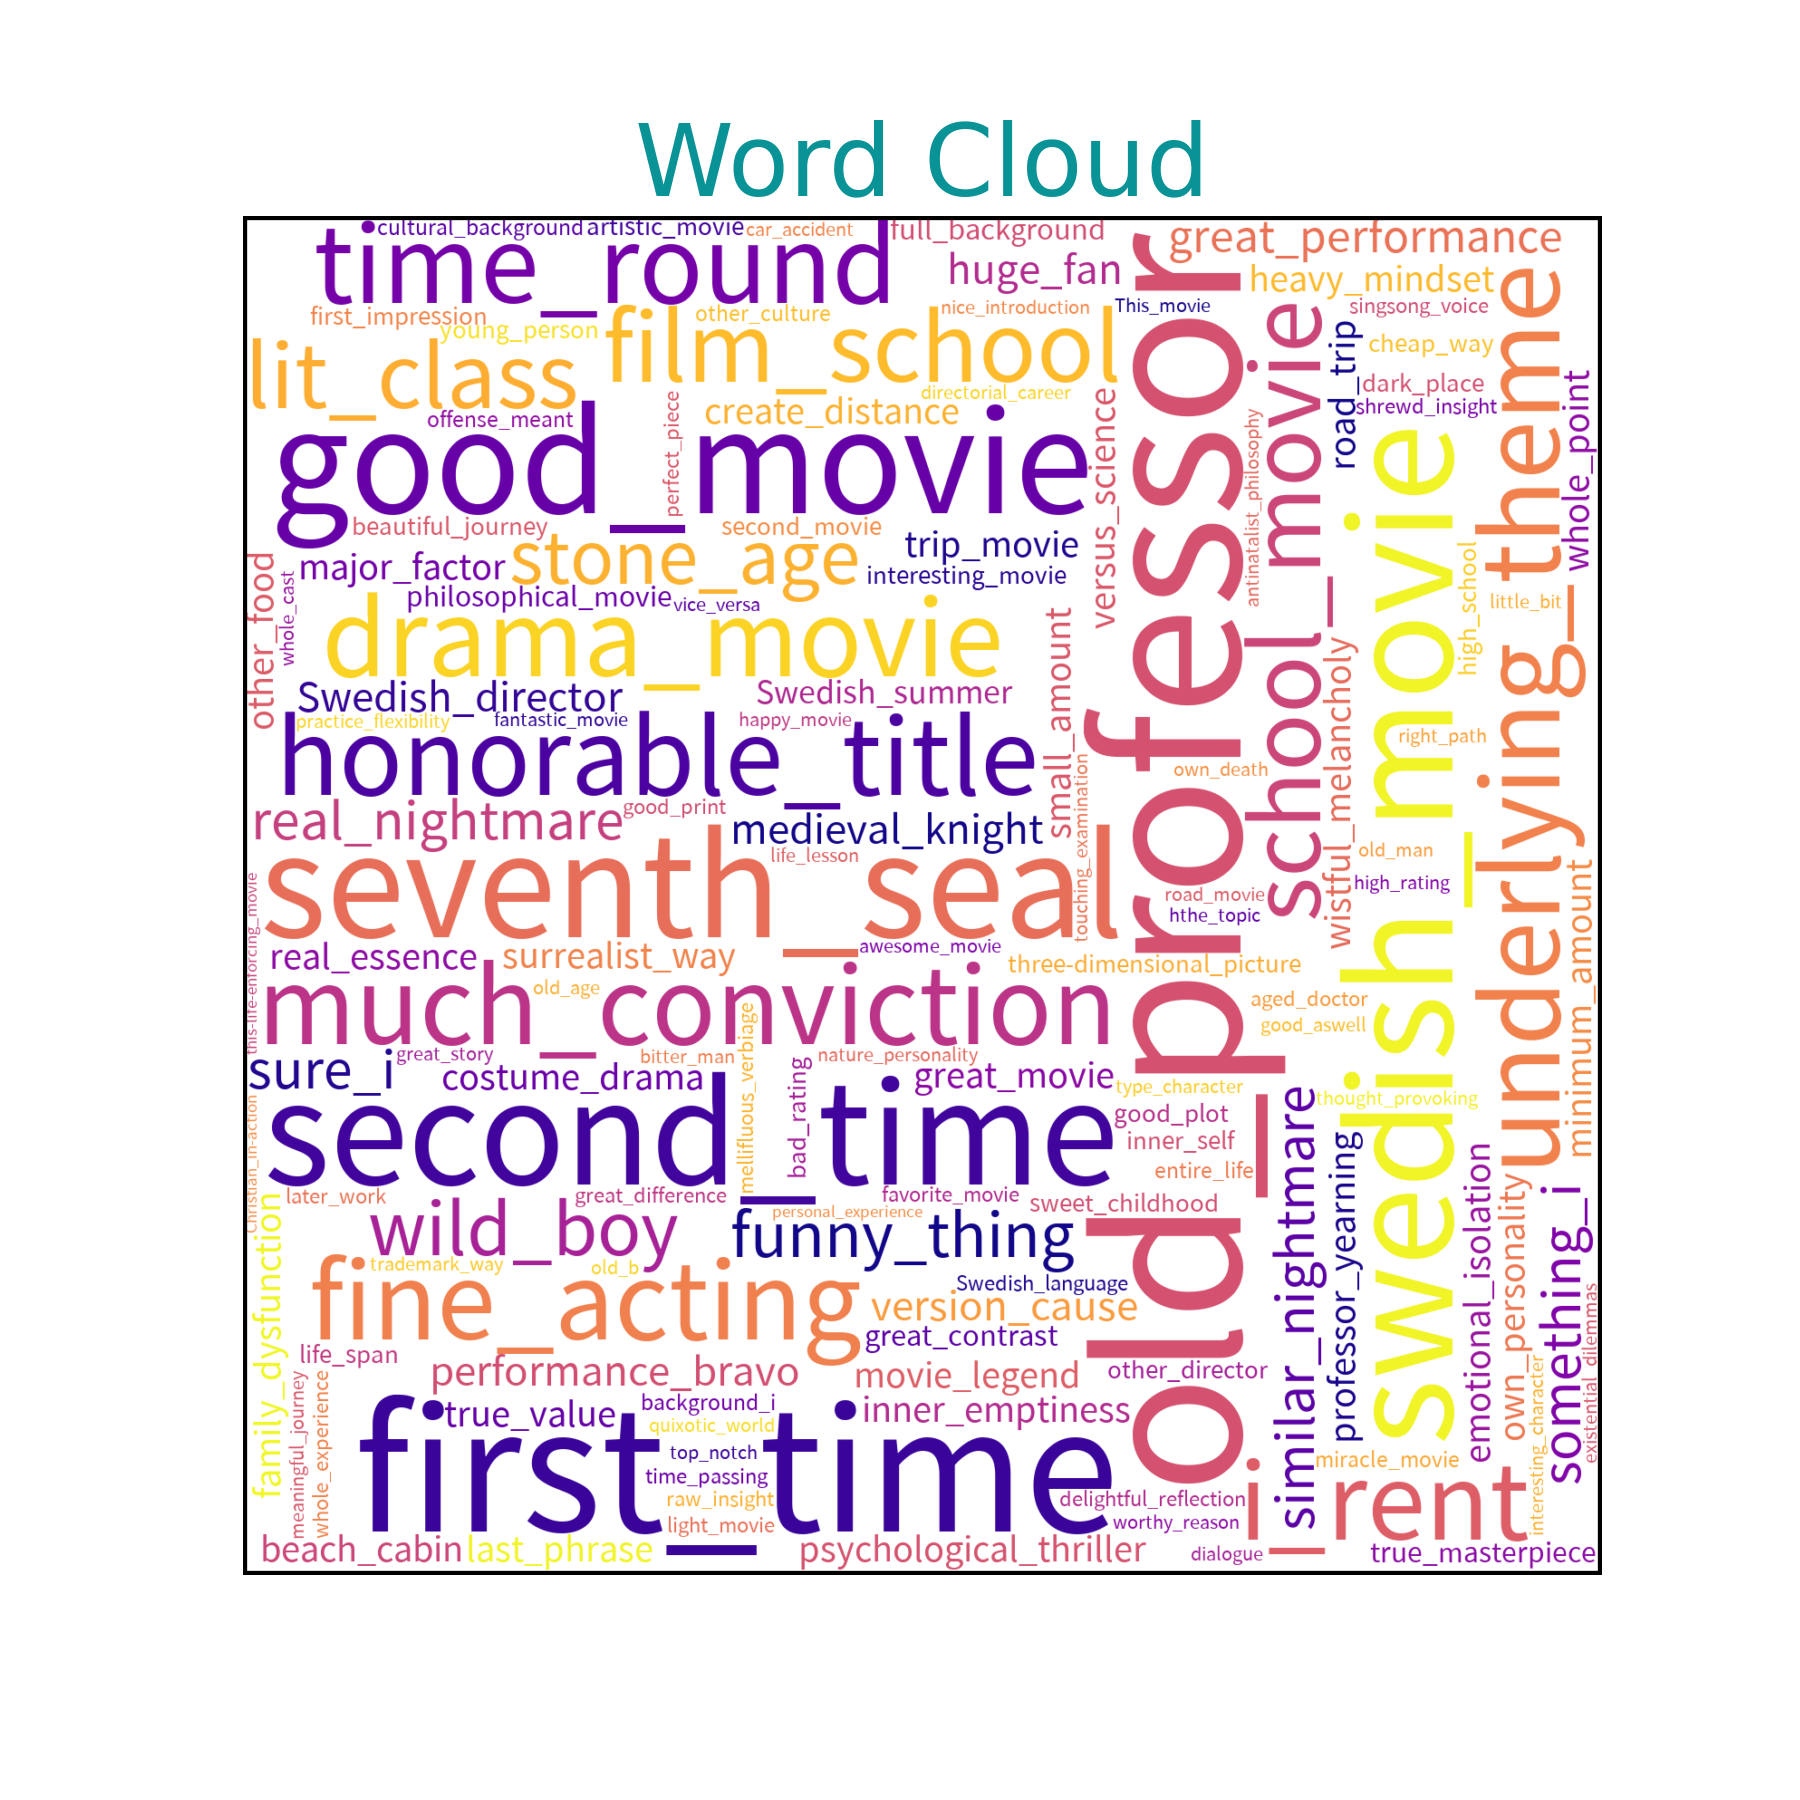 Word Cloud
cultural_background
artistic_movie
car_accident
full_background
great_performance
time_round
huge_fan
heavy_mindset
first_impression
young_person
film_school
other_culture
nice_introduction
This_movie
singsong_voice
cheap_way
road_trip
school_movie
underlying_theme
old_professor
lit_class
directorial_career
dark_place
shrewd_insight
whole_point
offense_meant
perfect_piece
create_distance
versus_science
antinatalist_philosophy
good_movie
swedish_movie
beautiful_journey
second_movie
trip_movie
high_school
little_bit
major_factor
stone_age
interesting_movie
other_food
whole_cast
philosophical_movie
vice_versa
drama_movie
small_amount
wistful_melancholy
Swedish_director
Swedish_summer
practice_flexibility
fantastic_movie
happy_movie
honorable_title
right_path
own_death
touching_examination
real_nightmare
good_print
medieval_knight
life_lesson
old_man
high_rating
seventh_seal
road_movie
hthe_topic
minimum_amount
this-life-enforcing_movie
real_essence
surrealist_way
awesome_movie
three-dimensional_picture
much_conviction
old_age
aged_doctor
good_aswell
mellifluous_verbiage
sure_i
great_story
bitter_man
nature_personality
costume_drama
bad_rating
great_movie
type_character
thought_provoking
second_time
good_plot
inner_self
entire_life
Christian_in-action
similar_nightmare
professor_yearning
emotional_isolation
own_personality
something_i
later_work
great_difference
favorite_movie
sweet_childhood
family_dysfunction
wild_boy
personal_experience
funny_thing
trademark_way
old_b
Swedish_language
fine_acting
version_cause
great_contrast
existential_dilemmas
life_span
performance_bravo
movie_legend
other_director
interesting_character
meaningful_journey
whole_experience
true_value
background_i
inner_emptiness
quixotic_world
first_time
top_notch
time_passing
miracle_movie
raw_insight
delightful_reflection
i_rent
light_movie
worthy_reason
beach_cabin
last_phrase
psychological_thriller
dialogue
true_masterpiece